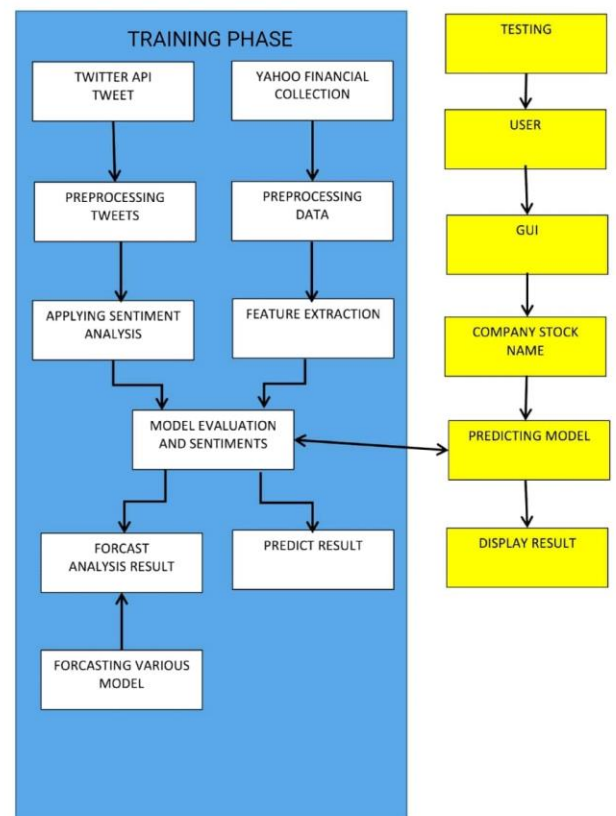 TRAINING PHASE
TWITTER API
TWEET
YAHOO FINANCIAL
COLLECTION
PREPROCESSING
TWEETS
PREPROCESSING
DATA
APPLYING SENTIMENT
ANALYSIS
FEATURE EXTRACTION
MODEL EVALUATION
AND SENTIMENTS
FORCAST
ANALYSIS RESULT
PREDICT RESULT
FORCASTING VARIOUS
MODEL
TESTING
USER
GUI
COMPANY STOCK
NAME
PREDICTING MODEL
DISPLAY RESULT